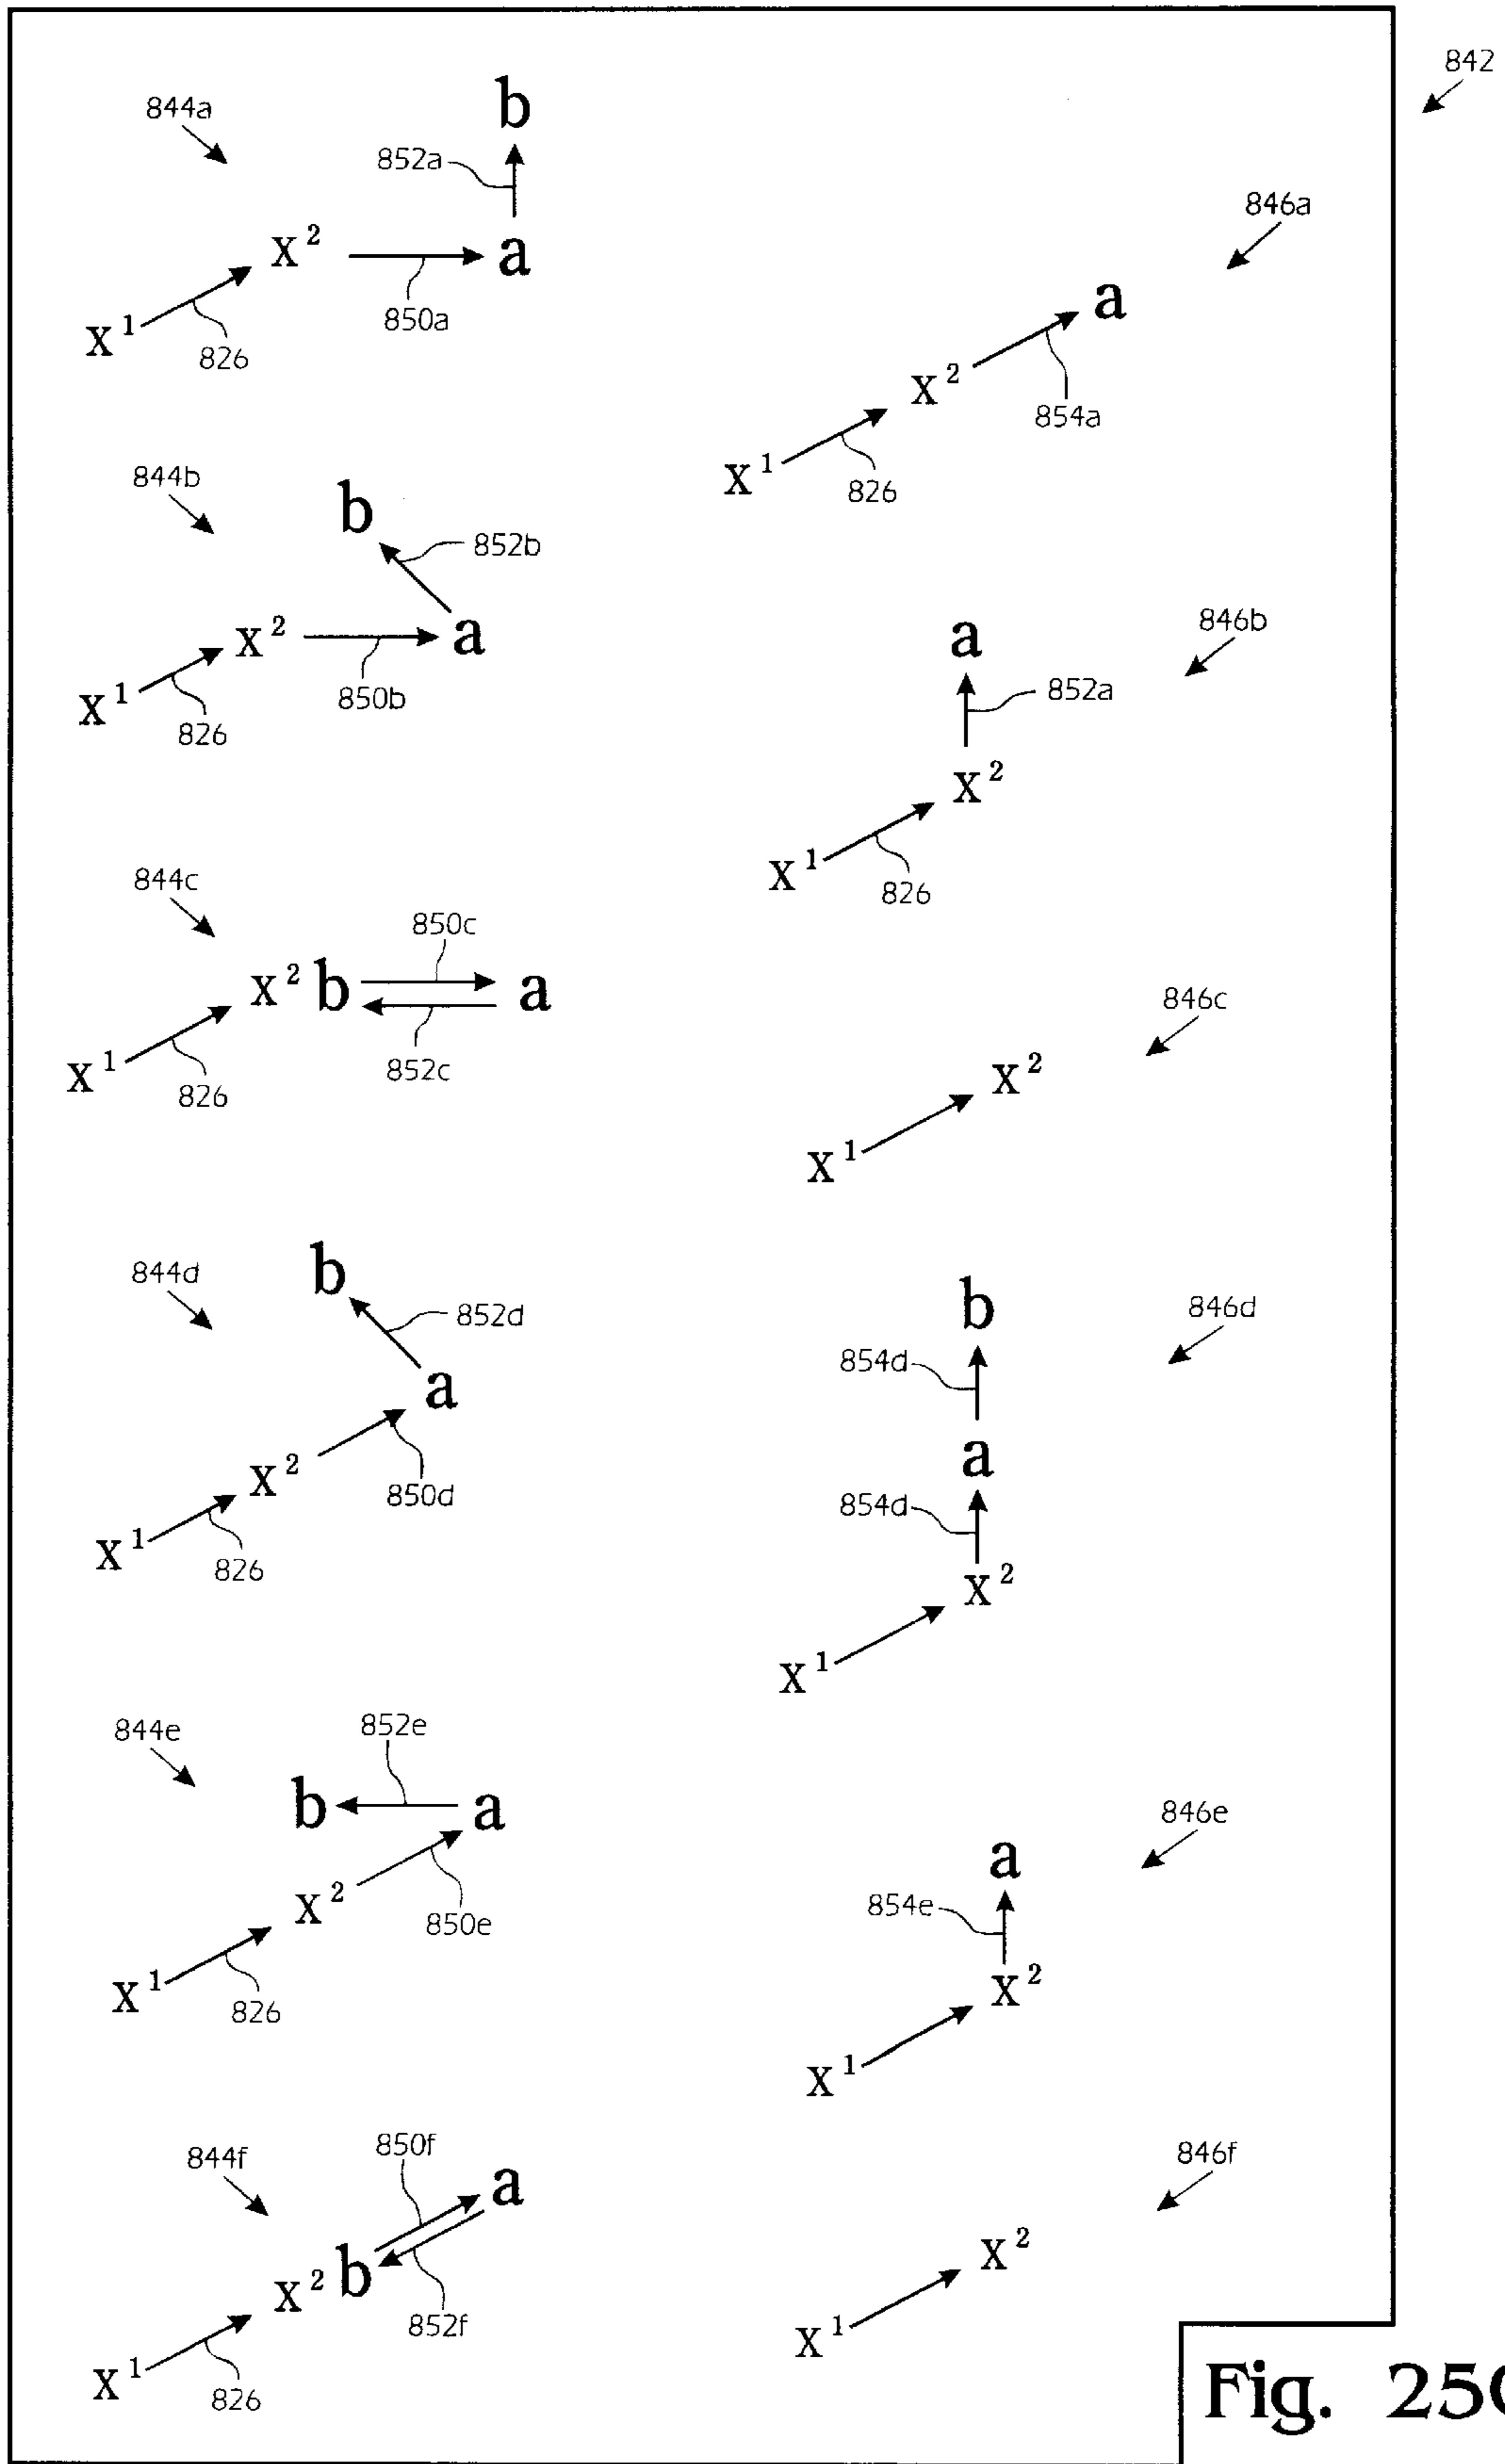 842
844a
b
852a
x² a
850a
x¹
826
846a
a
x²
854a
x¹
826
844b
b
852b
x² a
850b
x¹
826
846b
a
852a
x²
x¹
826
844c
850c
x² b a
852c
x¹
826
846c
x²
x¹
844d
b
852d
a
x²
850d
x¹
826
846d
b
854d
a
854d
x²
x¹
844e
852e
b a
x²
850e
x¹
826
846e
a
854e
x²
x¹
844f
850f
a
x² b
852f
x¹
826
846f
x²
x¹
Fig.